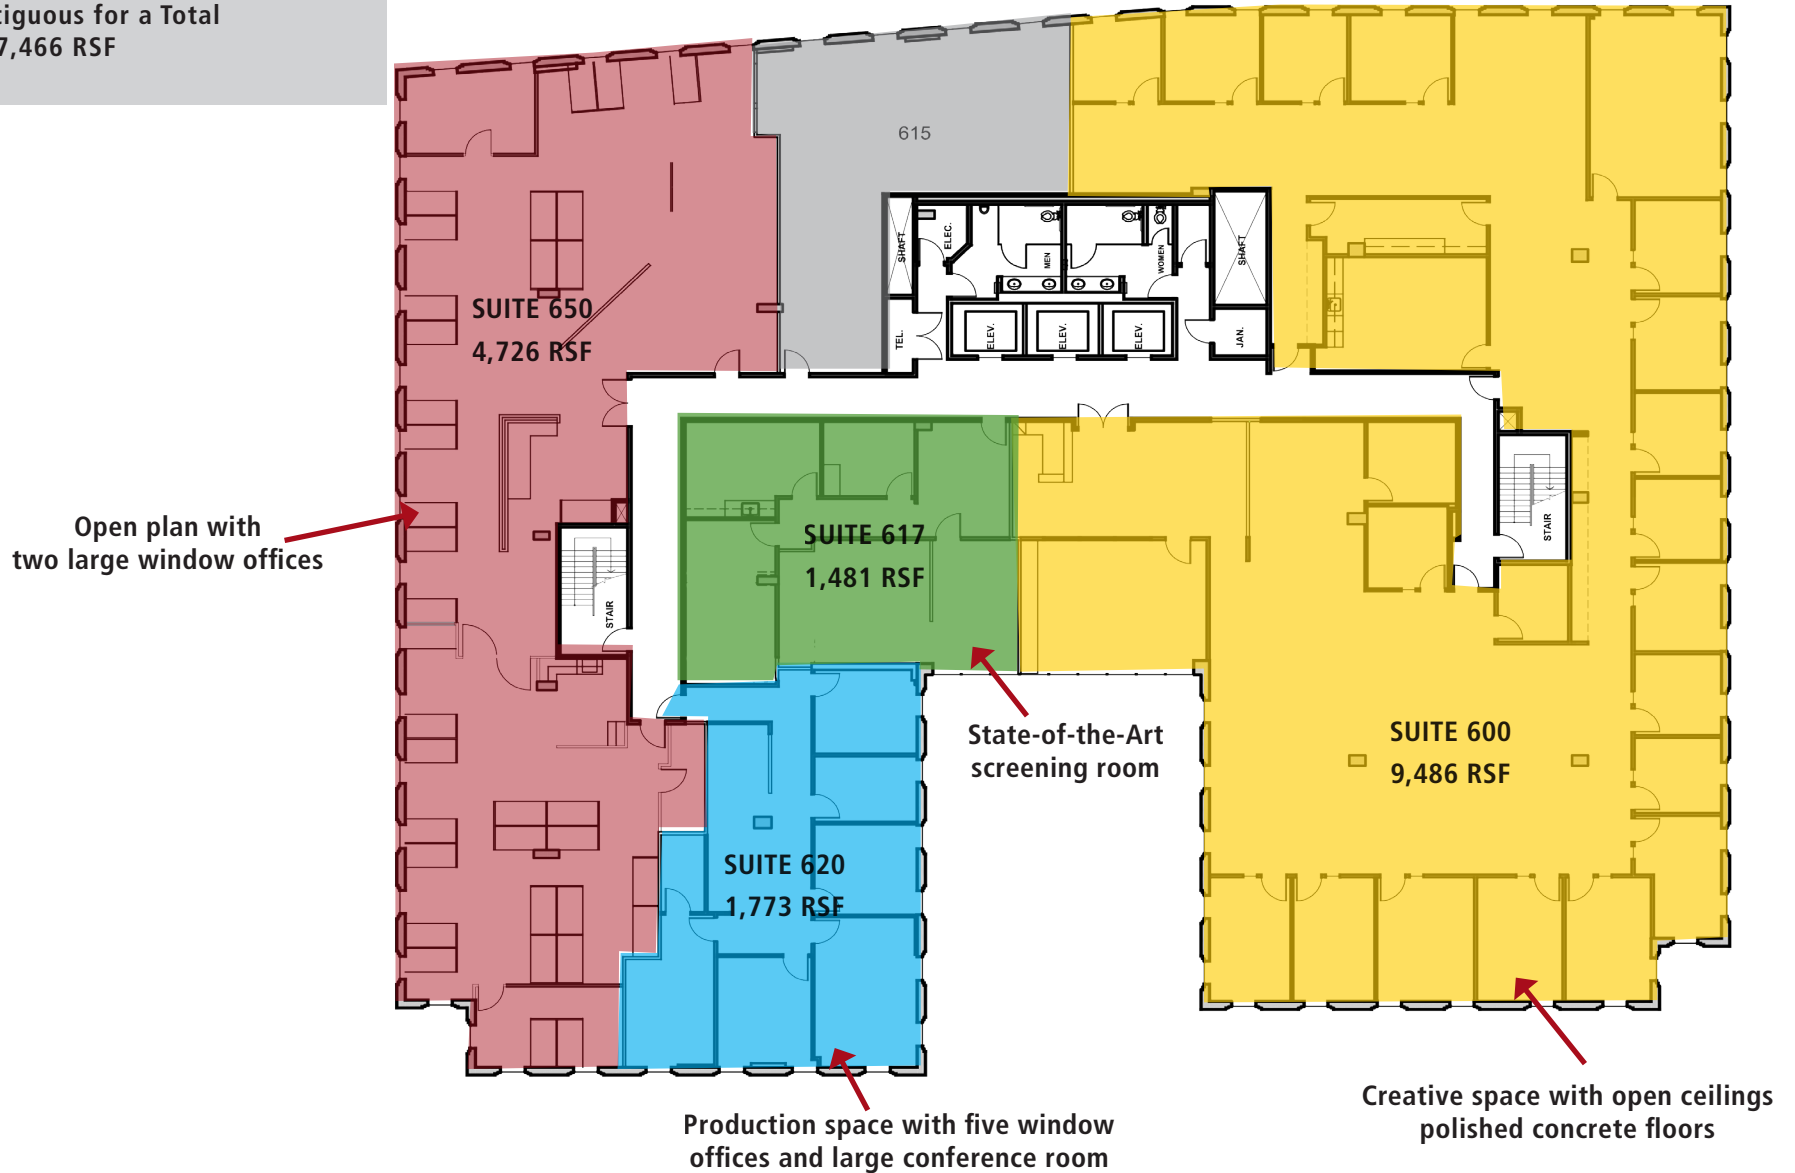 tiguous for a Total
7,466 RSF
615
SHAFT
ELEC.
MEN
WOMEN
SHAFT
TEL.
ELEV.
ELEV.
ELEV.
JAN.
SUITE 650
4,726 RSF
STAIR
SUITE 617
1,481 RSF
STAIR
Open plan with
two large window offices
State-of-the-Art
screening room
SUITE 600
9,486 RSF
SUITE 620
1,773 RSF
Production space with five window
offices and large conference room
Creative space with open ceilings
polished concrete floors